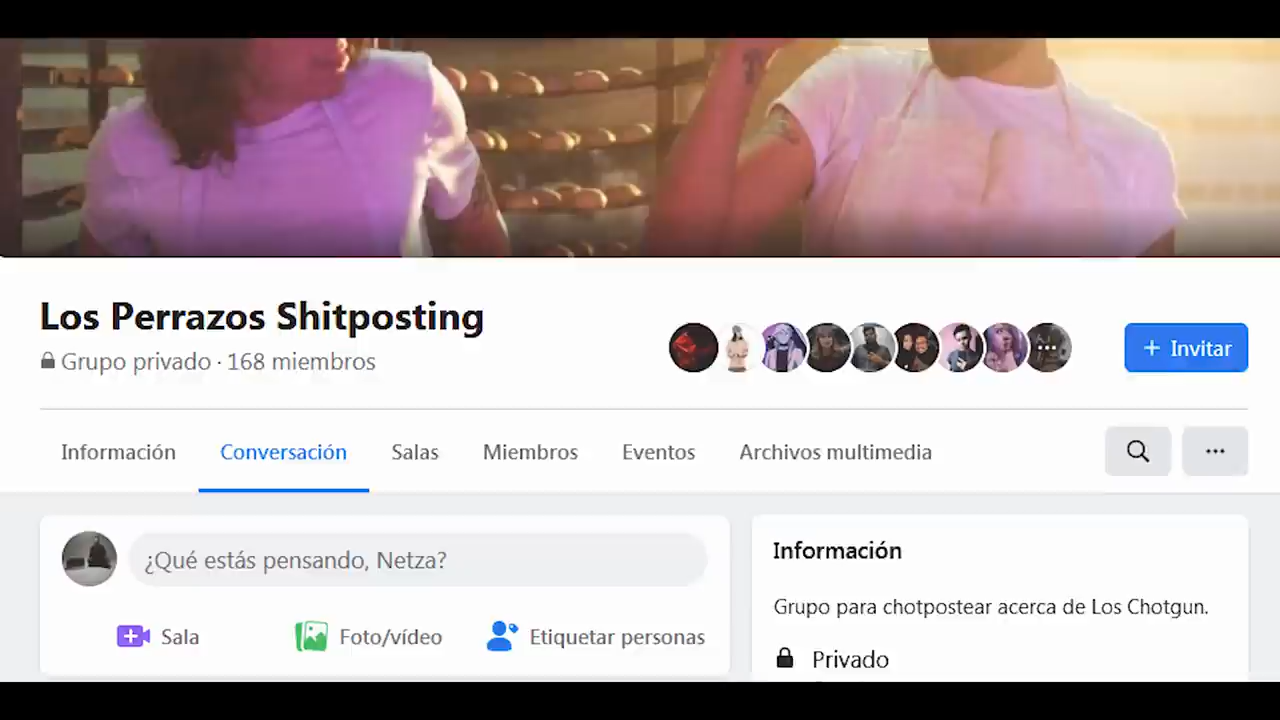 Los Perrazos Shitposting
Grupo privado · 168 miembros
+ Invitar
Información
Conversación
Salas
Miembros
Eventos
Archivos multimedia
¿Qué estás pensando, Netza?
Sala
Foto/vídeo
Etiquetar personas
Información
Grupo para chotpostear acerca de Los Chotgun.
Privado